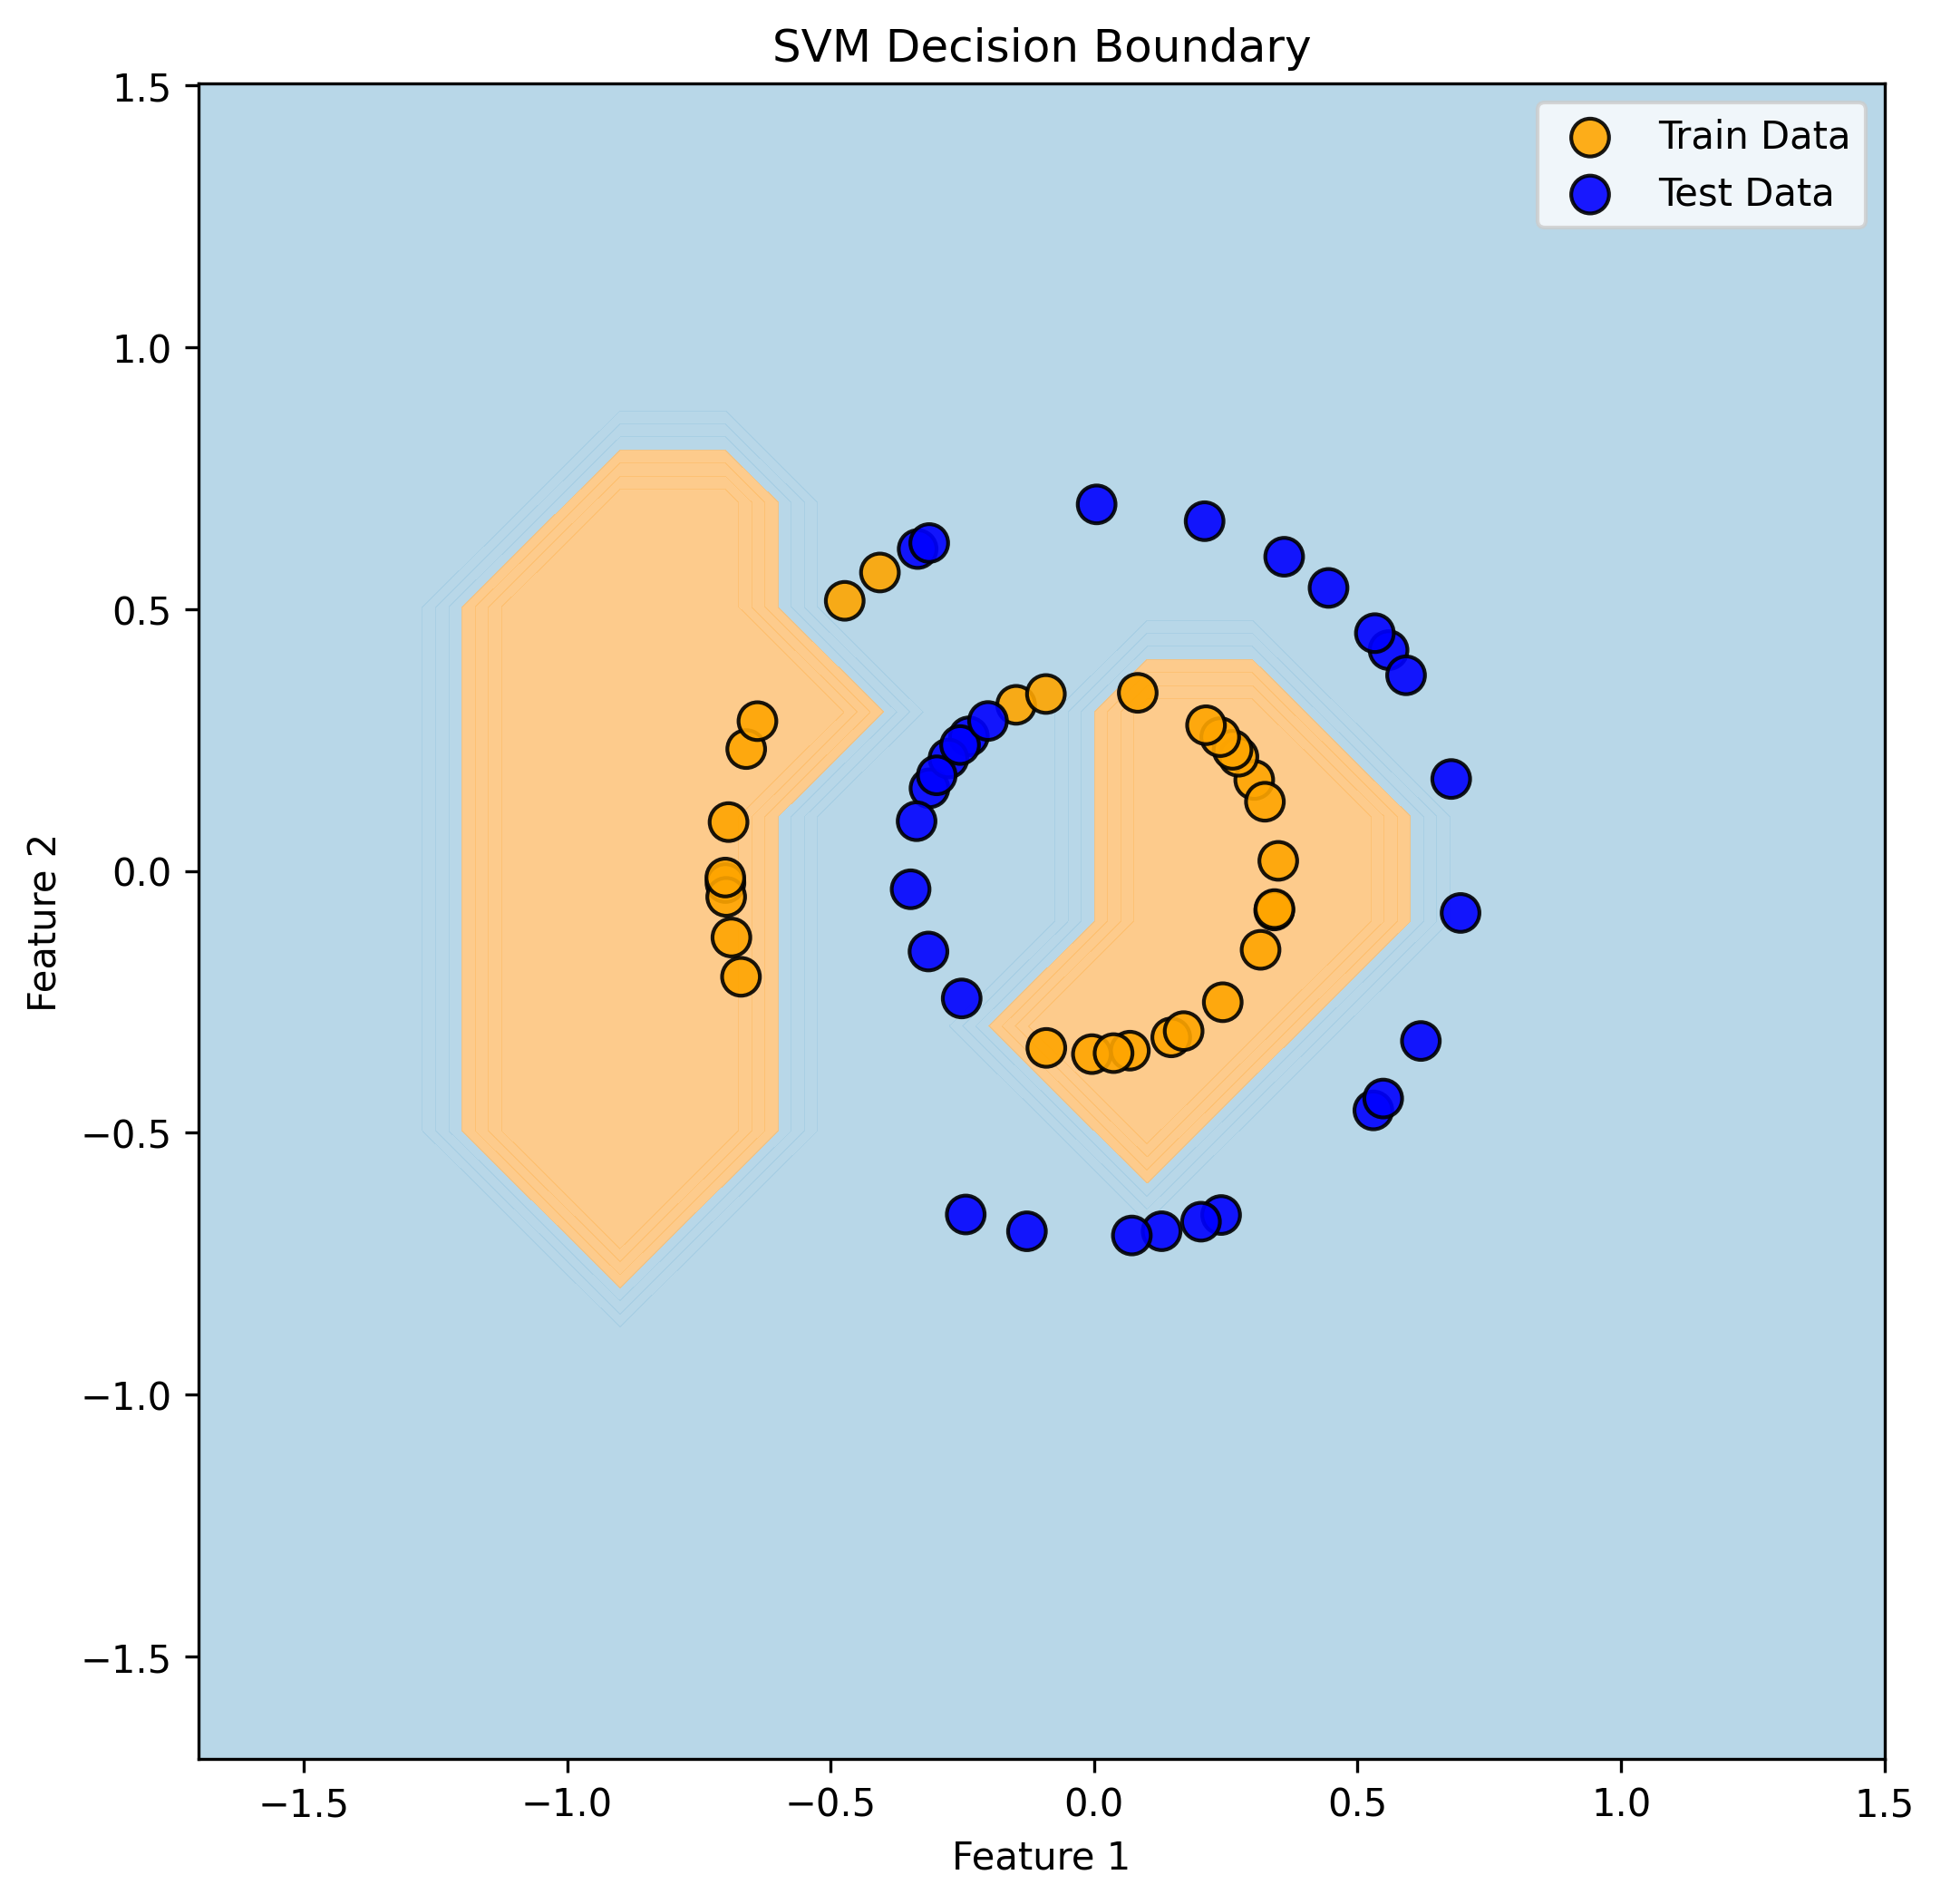 SVM Decision Boundary
Train Data
Test Data
Feature 2
1.5
1.0
0.5
0.0
−0.5
−1.0
−1.5
−1.5 −1.0 −0.5 0.0 0.5 1.0 1.5
Feature 1